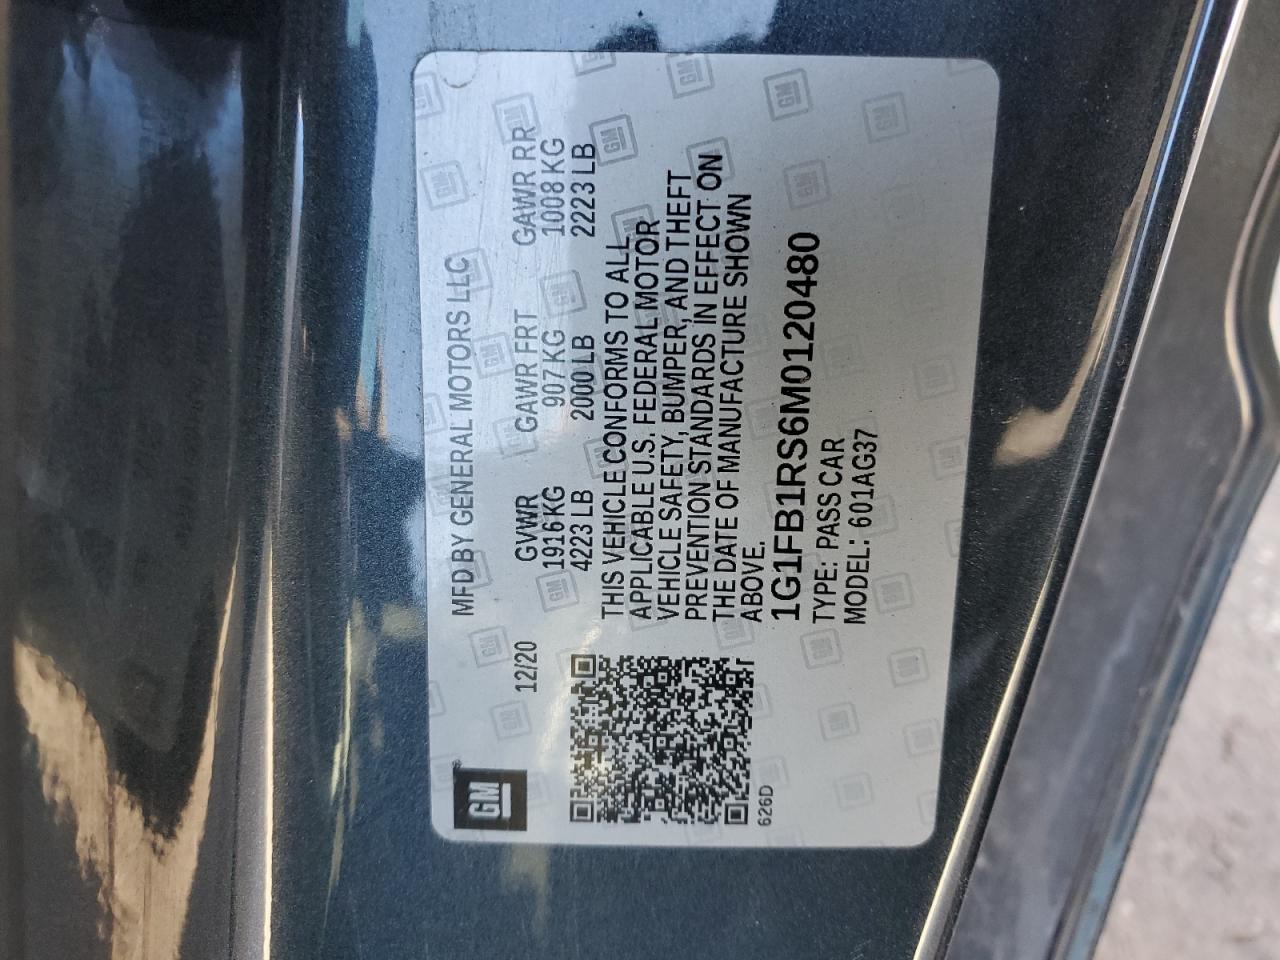 GM
MFD BY GENERAL MOTORS LLC
12/20
GVWR GAWR FRT GAWR RR
1916 KG 907 KG 1008 KG
4223 LB 2000 LB 2223 LB
THIS VEHICLE CONFORMS TO ALL
APPLICABLE U.S. FEDERAL MOTOR
VEHICLE SAFETY, BUMPER, AND THEFT
PREVENTION STANDARDS IN EFFECT ON
THE DATE OF MANUFACTURE SHOWN
ABOVE.
1G1FB1RS6M0120480
TYPE: PASS CAR
MODEL: 601AG37
626D